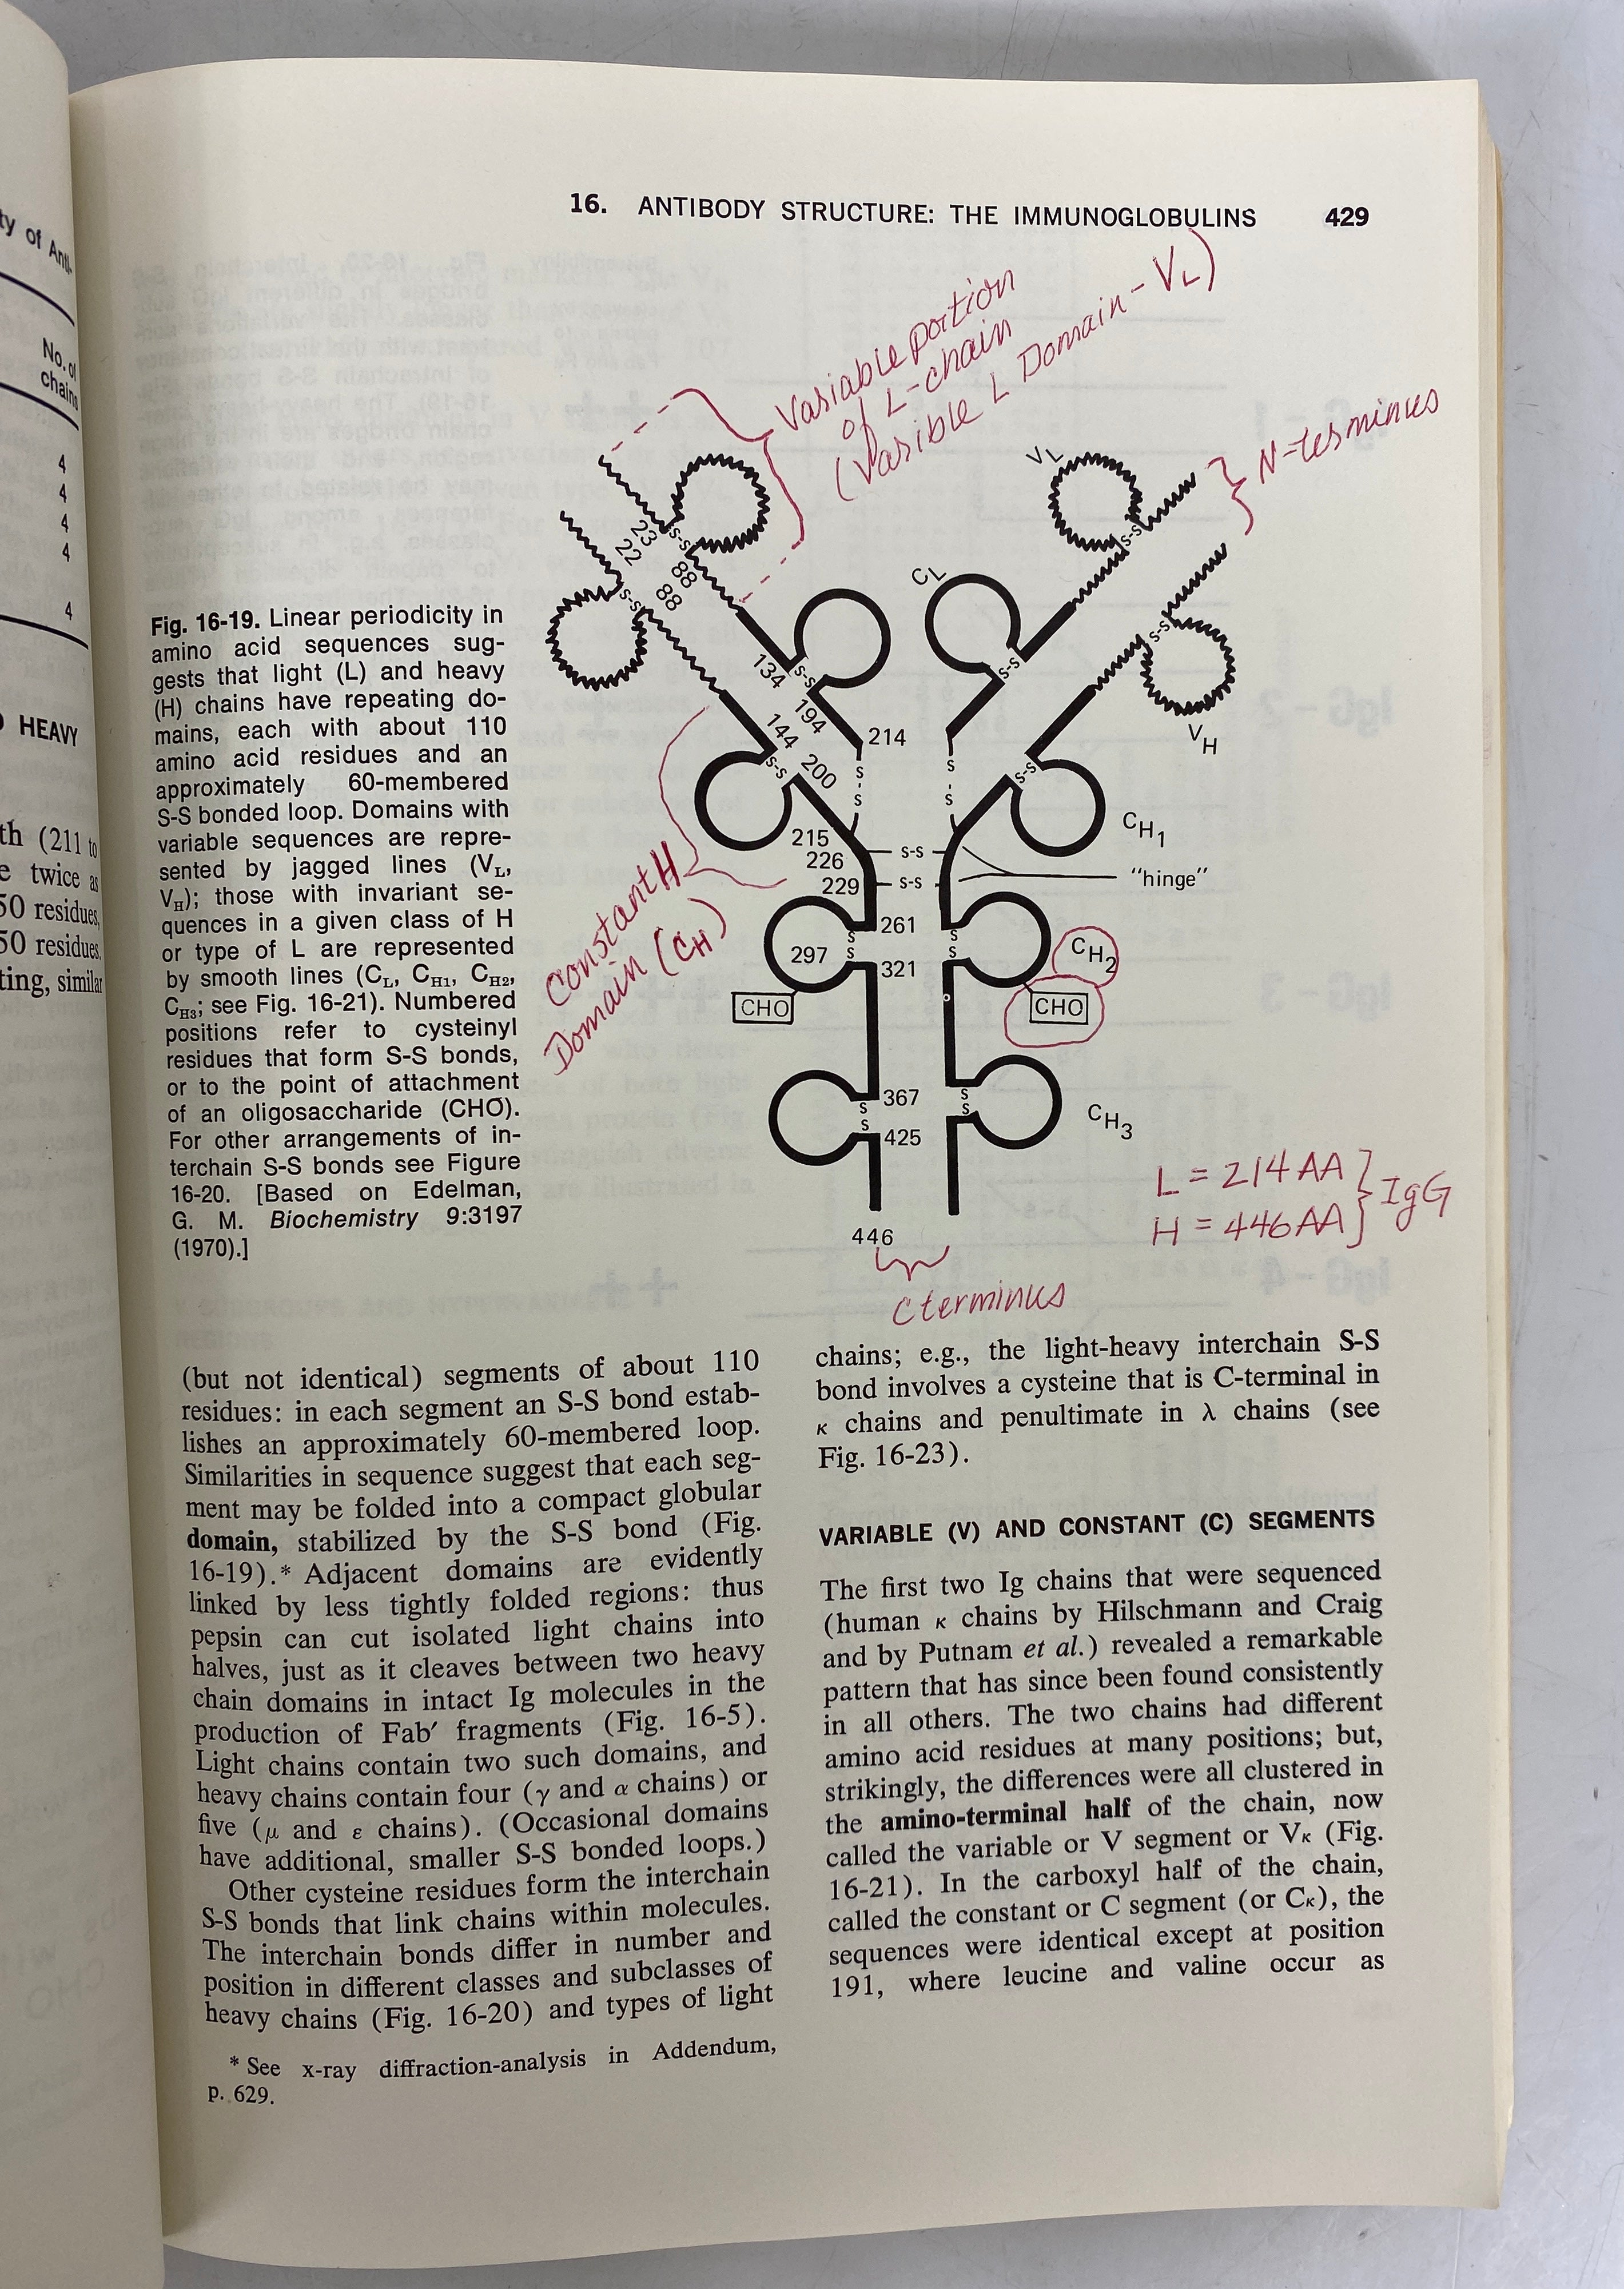 ty of Anti-
No. of
chains
4
4
4
4
4
HEAVY
th (211 to
e twice as
50 residues,
50 residues.
ting, similar
16. ANTIBODY STRUCTURE: THE IMMUNOGLOBULINS 429
Variable portion
of L-chain
(Varible L Domain - VL)
N-terminus
VL
CL
23
22
S-S
88
88
S-S
S-S
S-S
134
S-S
194
144
S-S
200
S-S
S-S
214
S
S
S
S
VH
CH1
215
226
229
S-S
S-S
"hinge"
Constant H
Domain (CH)
261
297
321
S
S
S
S
CH2
CHO
CHO
367
425
S
S
S
S
CH3
446
L = 214 AA
H = 446 AA
IgG
C terminus
Fig. 16-19. Linear periodicity in
amino acid sequences sug-
gests that light (L) and heavy
(H) chains have repeating do-
mains, each with about 110
amino acid residues and an
approximately 60-membered
S-S bonded loop. Domains with
variable sequences are repre-
sented by jagged lines (VL,
VH); those with invariant se-
quences in a given class of H
or type of L are represented
by smooth lines (CL, CH1, CH2,
CH3; see Fig. 16-21). Numbered
positions refer to cysteinyl
residues that form S-S bonds,
or to the point of attachment
of an oligosaccharide (CHO).
For other arrangements of in-
terchain S-S bonds see Figure
16-20. [Based on Edelman,
G. M. Biochemistry 9:3197
(1970).]
(but not identical) segments of about 110
residues: in each segment an S-S bond estab-
lishes an approximately 60-membered loop.
Similarities in sequence suggest that each seg-
ment may be folded into a compact globular
domain, stabilized by the S-S bond (Fig.
16-19).* Adjacent domains are evidently
linked by less tightly folded regions: thus
pepsin can cut isolated light chains into
halves, just as it cleaves between two heavy
chain domains in intact Ig molecules in the
production of Fab′ fragments (Fig. 16-5).
Light chains contain two such domains, and
heavy chains contain four (γ and α chains) or
five (μ and ε chains). (Occasional domains
have additional, smaller S-S bonded loops.)
Other cysteine residues form the interchain
S-S bonds that link chains within molecules.
The interchain bonds differ in number and
position in different classes and subclasses of
heavy chains (Fig. 16-20) and types of light
* See x-ray diffraction-analysis in Addendum,
p. 629.
chains; e.g., the light-heavy interchain S-S
bond involves a cysteine that is C-terminal in
κ chains and penultimate in λ chains (see
Fig. 16-23).
VARIABLE (V) AND CONSTANT (C) SEGMENTS
The first two Ig chains that were sequenced
(human κ chains by Hilschmann and Craig
and by Putnam et al.) revealed a remarkable
pattern that has since been found consistently
in all others. The two chains had different
amino acid residues at many positions; but,
strikingly, the differences were all clustered in
the amino-terminal half of the chain, now
called the variable or V segment or Vκ (Fig.
16-21). In the carboxyl half of the chain,
called the constant or C segment (or Cκ), the
sequences were identical except at position
191, where leucine and valine occur as